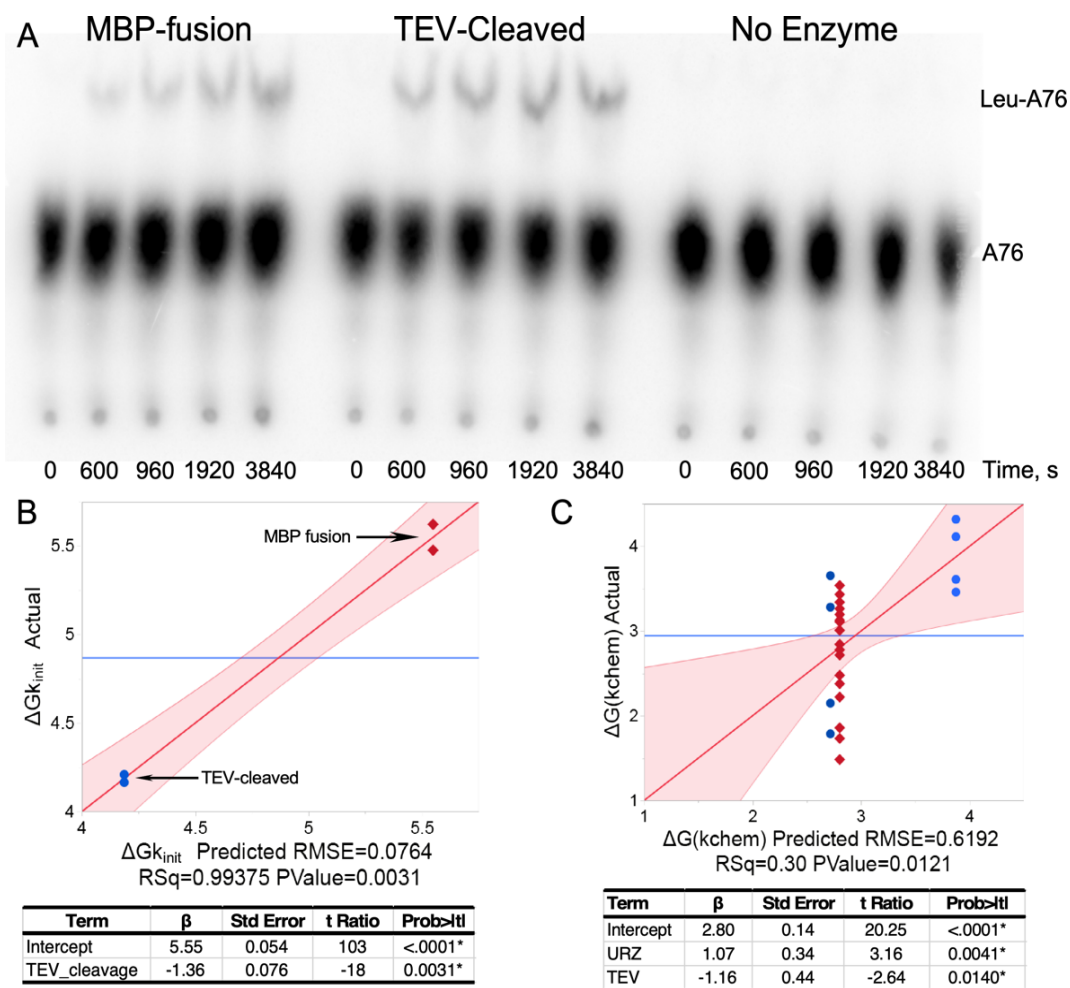 A
MBP-fusion TEV-Cleaved No Enzyme
Leu-A76
A76
0 600 960 1920 3840 0 600 960 1920 3840 0 600 960 1920 3840 Time, s
B
ΔGk_init Actual
5.5
5
4.5
4
MBP fusion
TEV-cleaved
4 4.5 5 5.5
ΔGk_init Predicted RMSE=0.0764
RSq=0.99375 PValue=0.0031
Term β Std Error t Ratio Prob>ltl
Intercept 5.55 0.054 103 <.0001*
TEV_cleavage -1.36 0.076 -18 0.0031*
C
ΔG(kchem) Actual
4
3
2
1
1 2 3 4
ΔG(kchem) Predicted RMSE=0.6192
RSq=0.30 PValue=0.0121
Term β Std Error t Ratio Prob>ltl
Intercept 2.80 0.14 20.25 <.0001*
URZ 1.07 0.34 3.16 0.0041*
TEV -1.16 0.44 -2.64 0.0140*